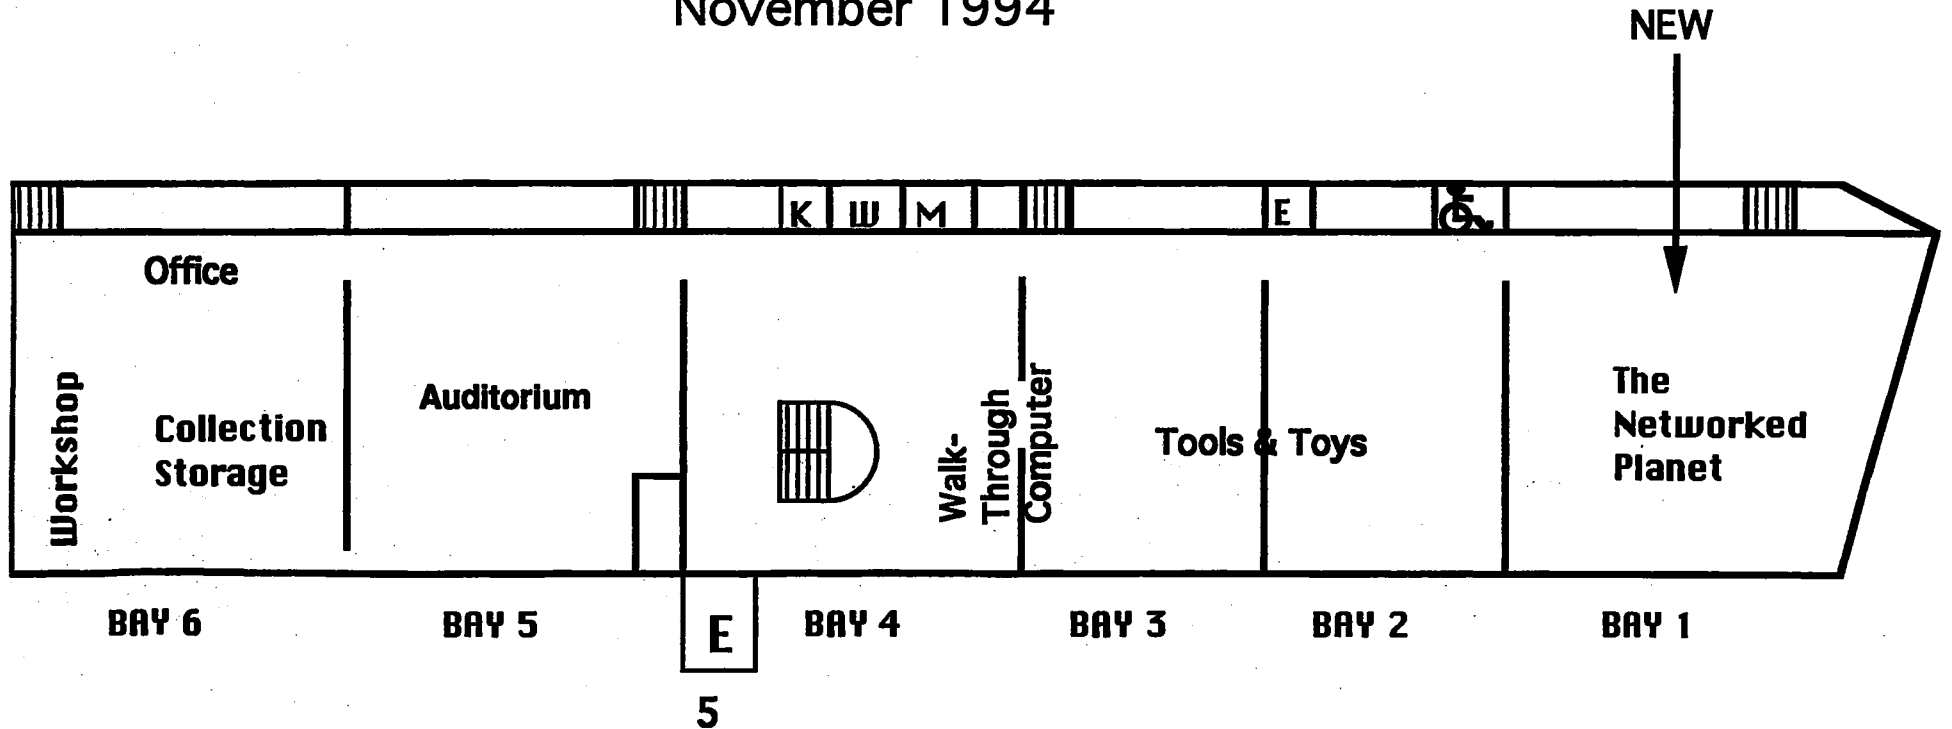 November 1994
NEW
K W M E
Office
Workshop
Collection
Storage
Auditorium
Walk-
Through
Computer
Tools & Toys
The
Networked
Planet
BAY 6 BAY 5 BAY 4 BAY 3 BAY 2 BAY 1
E
5